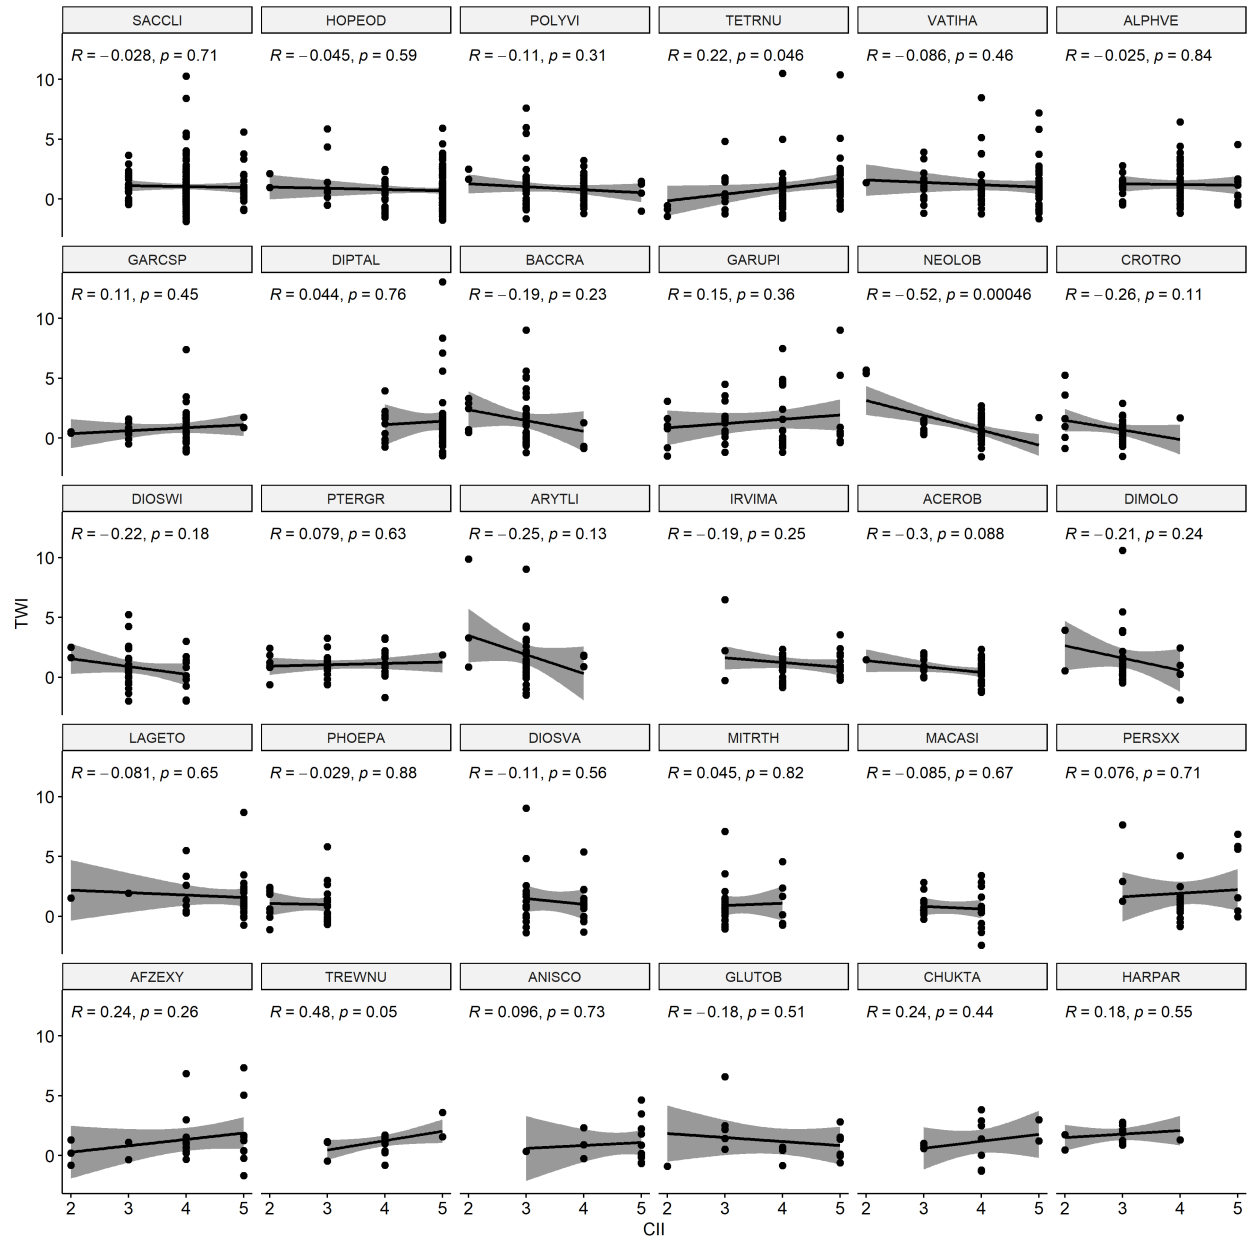 SACCLI HOPEOD POLYVI TETRNU VATIHA ALPHVE
R = −0.028, p = 0.71 R = −0.045, p = 0.59 R = −0.11, p = 0.31 R = 0.22, p = 0.046 R = −0.086, p = 0.46 R = −0.025, p = 0.84
10
5
0
GARCSP DIPTAL BACCRA GARUPI NEOLOB CROTRO
R = 0.11, p = 0.45 R = 0.044, p = 0.76 R = −0.19, p = 0.23 R = 0.15, p = 0.36 R = −0.52, p = 0.00046 R = −0.26, p = 0.11
10
5
0
DIOSWI PTERGR ARYTLI IRVIMA ACEROB DIMOLO
R = −0.22, p = 0.18 R = 0.079, p = 0.63 R = −0.25, p = 0.13 R = −0.19, p = 0.25 R = −0.3, p = 0.088 R = −0.21, p = 0.24
10
5
0
TWI
LAGETO PHOEPA DIOSVA MITRTH MACASI PERSXX
R = −0.081, p = 0.65 R = −0.029, p = 0.88 R = −0.11, p = 0.56 R = 0.045, p = 0.82 R = −0.085, p = 0.67 R = 0.076, p = 0.71
10
5
0
AFZEXY TREWNU ANISCO GLUTOB CHUKTA HARPAR
R = 0.24, p = 0.26 R = 0.48, p = 0.05 R = 0.096, p = 0.73 R = −0.18, p = 0.51 R = 0.24, p = 0.44 R = 0.18, p = 0.55
10
5
0
2 3 4 5 2 3 4 5 2 3 4 5 2 3 4 5 2 3 4 5 2 3 4 5
CII